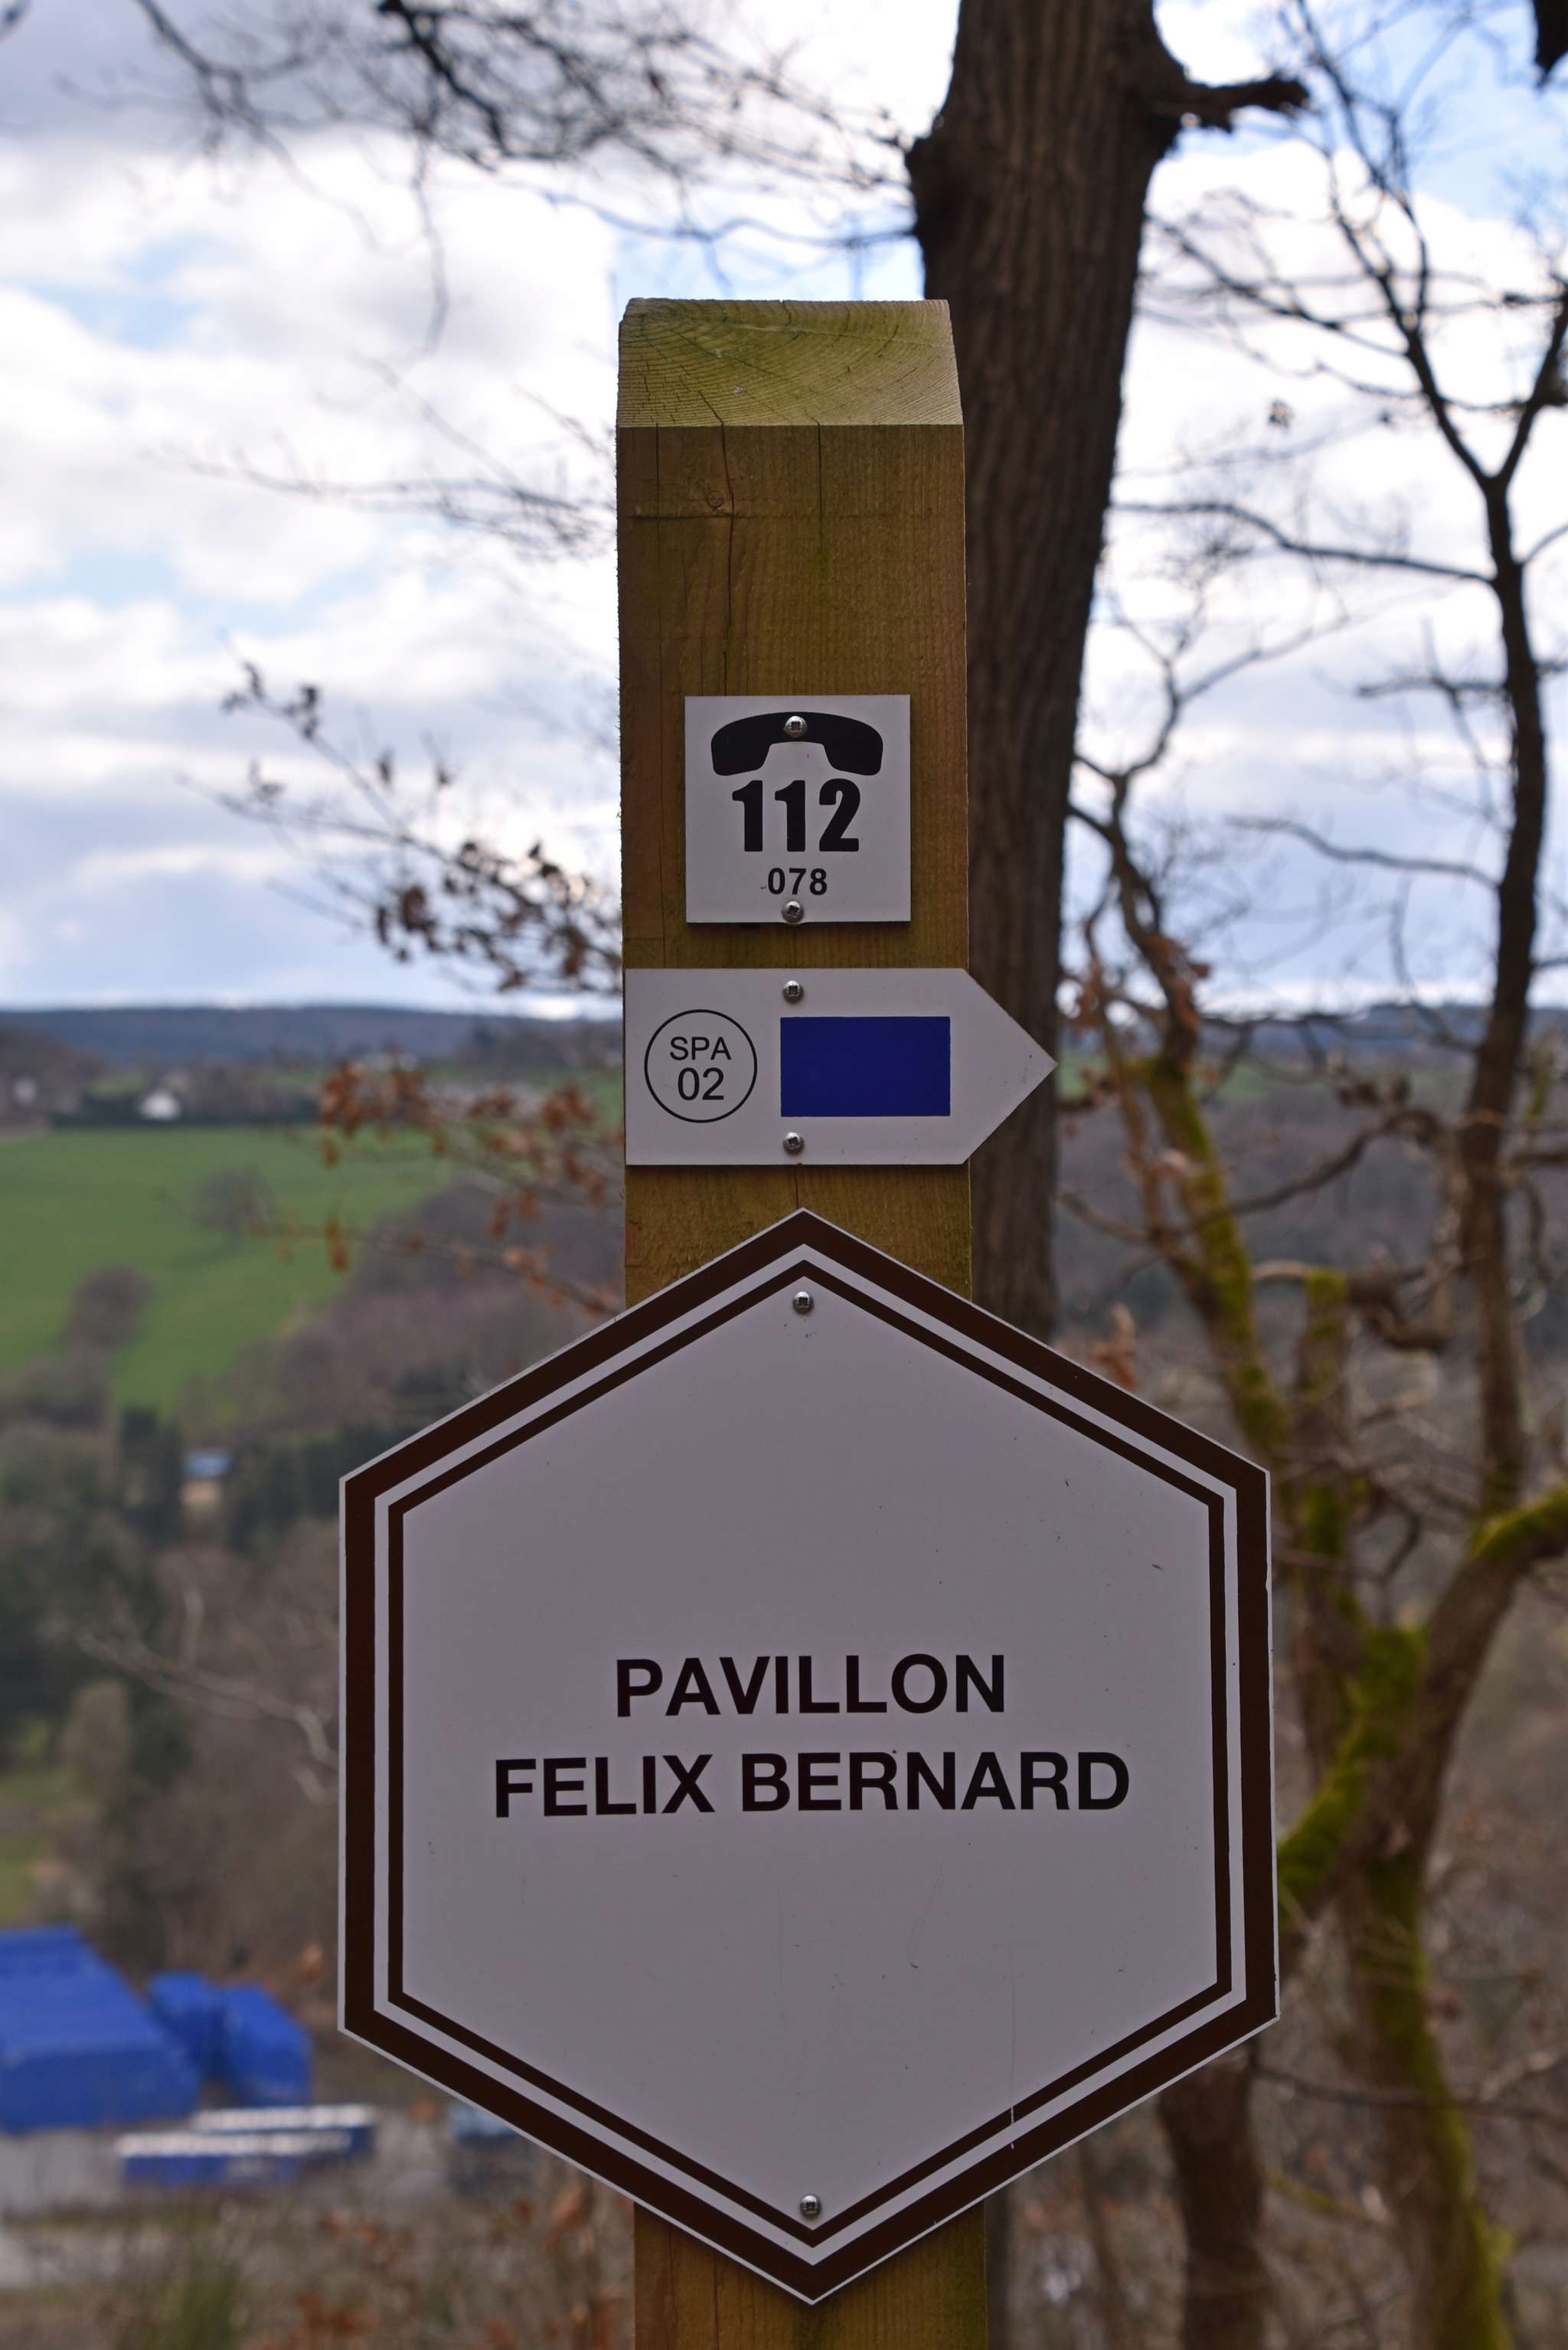 112
078
SPA
02
PAVILLON
FELIX BERNARD